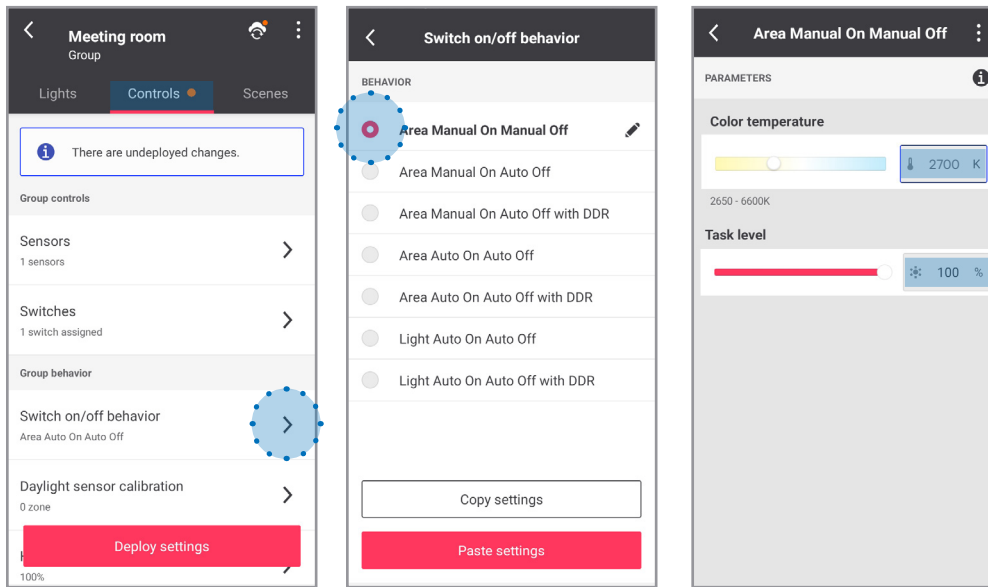 Meeting room
Group
Lights
Controls
Scenes
There are undeployed changes.
Group controls
Sensors
1 sensors
Switches
1 switch assigned
Group behavior
Switch on/off behavior
Area Auto On Auto Off
Daylight sensor calibration
0 zone
Deploy settings
100%
Switch on/off behavior
BEHAVIOR
Area Manual On Manual Off
Area Manual On Auto Off
Area Manual On Auto Off with DDR
Area Auto On Auto Off
Area Auto On Auto Off with DDR
Light Auto On Auto Off
Light Auto On Auto Off with DDR
Copy settings
Paste settings
Area Manual On Manual Off
PARAMETERS
Color temperature
2700 K
2650 - 6600K
Task level
100 %